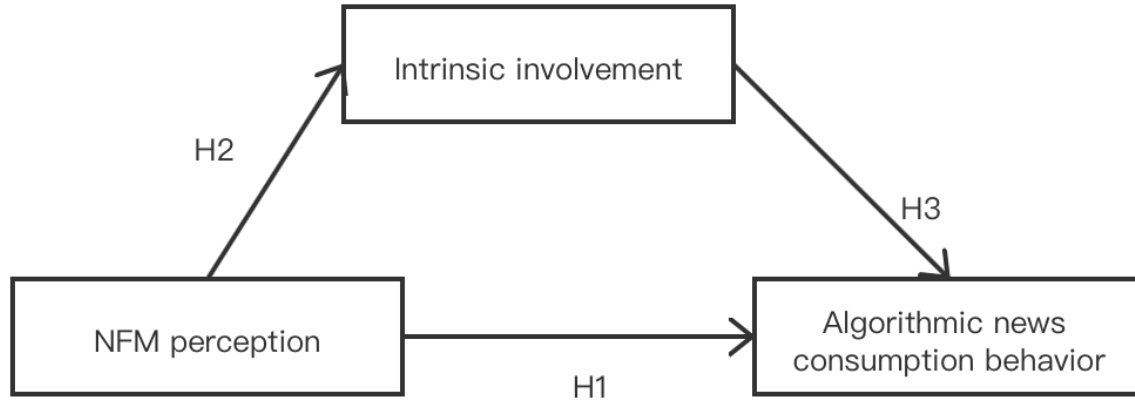 Intrinsic involvement
H2
H3
NFM perception
H1
Algorithmic news
consumption behavior